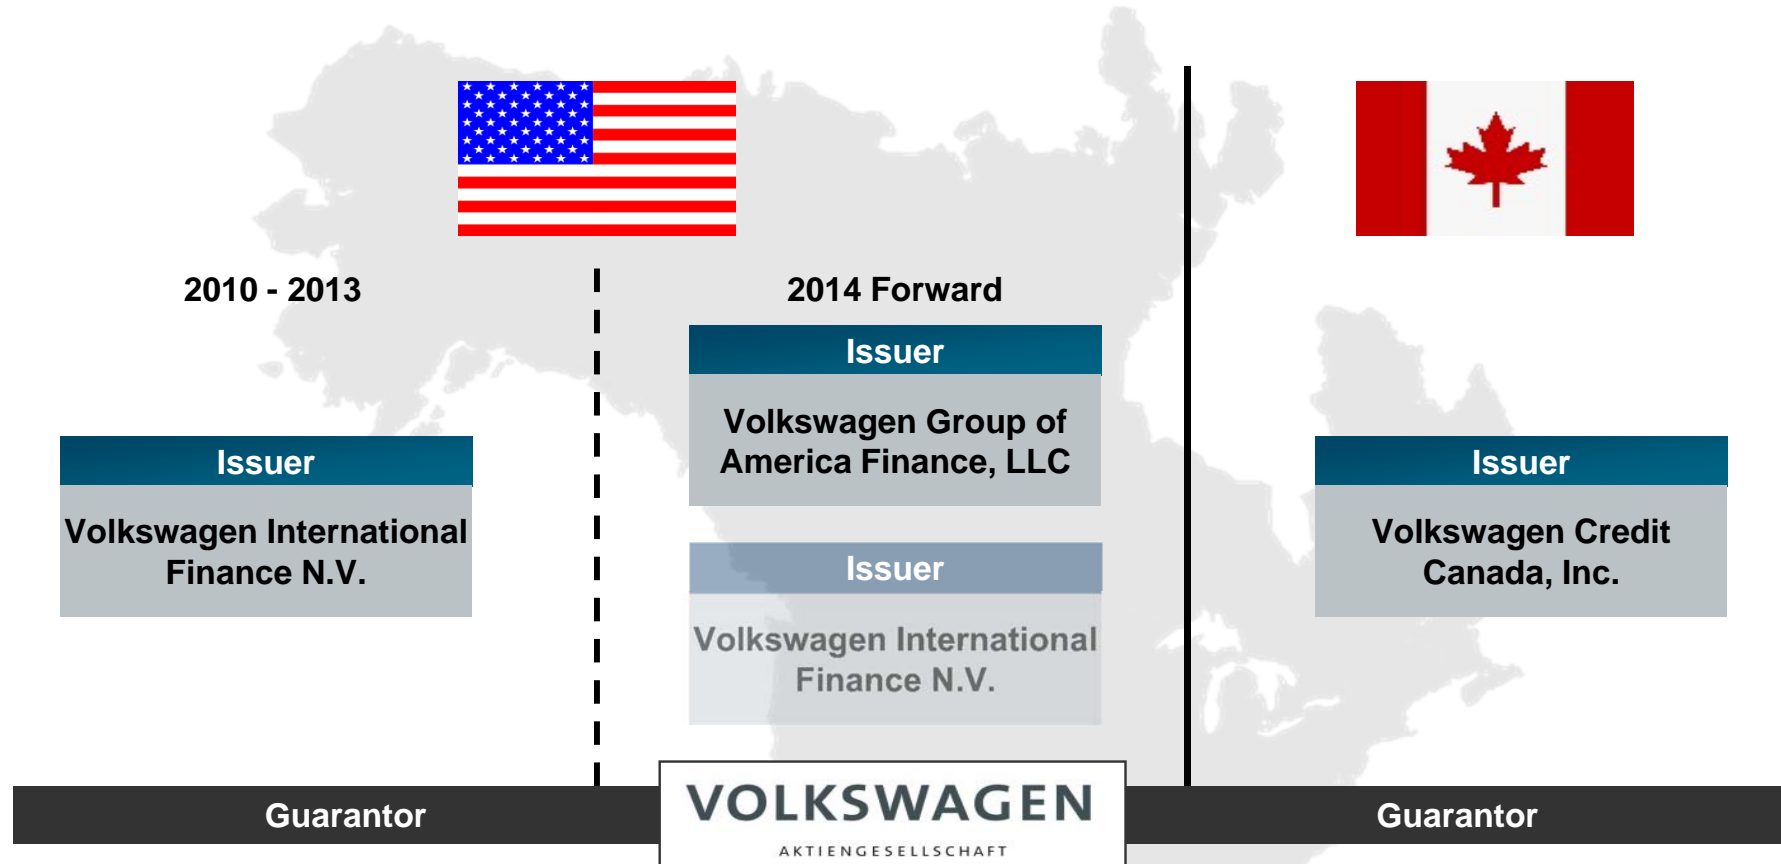 2010 - 2013
Issuer
Volkswagen International
Finance N.V.
2014 Forward
Issuer
Volkswagen Group of
America Finance, LLC
Issuer
Volkswagen International
Finance N.V.
Issuer
Volkswagen Credit
Canada, Inc.
Guarantor
VOLKSWAGEN
AKTIENGESELLSCHAFT
Guarantor